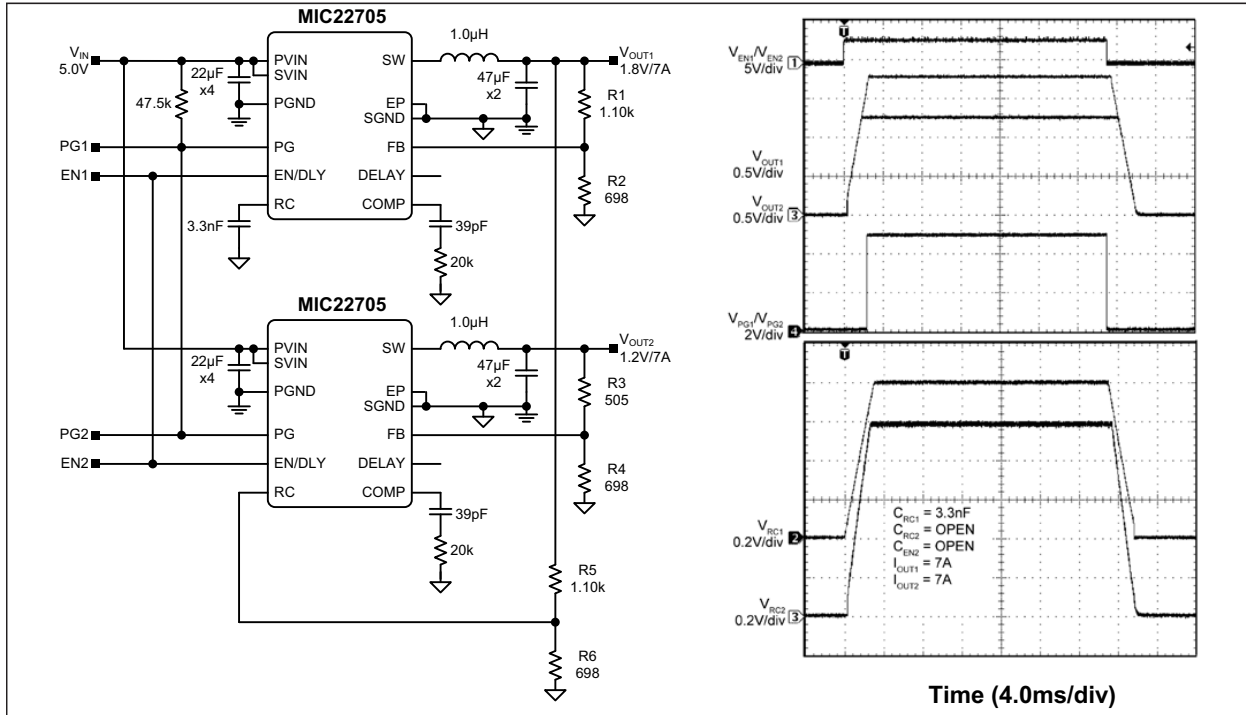 MIC22705
VIN
5.0V
22µF
x4
47.5k
PG1
EN1
3.3nF
PVIN
SVIN
PGND
PG
EN/DLY
RC
SW
EP
SGND
FB
DELAY
COMP
1.0µH
47µF
x2
VOUT1
1.8V/7A
R1
1.10k
R2
698
39pF
20k
MIC22705
22µF
x4
PG2
EN2
PVIN
SVIN
PGND
PG
EN/DLY
RC
SW
EP
SGND
FB
DELAY
COMP
1.0µH
47µF
x2
VOUT2
1.2V/7A
R3
505
R4
698
39pF
20k
R5
1.10k
R6
698
T
VEN1/VEN2
5V/div
1
VOUT1
0.5V/div
VOUT2
0.5V/div
3
VPG1/VPG2
2V/div
4
T
VRC1
0.2V/div
2
VRC2
0.2V/div
3
CRC1 = 3.3nF
CRC2 = OPEN
CEN2 = OPEN
IOUT1 = 7A
IOUT2 = 7A
Time (4.0ms/div)